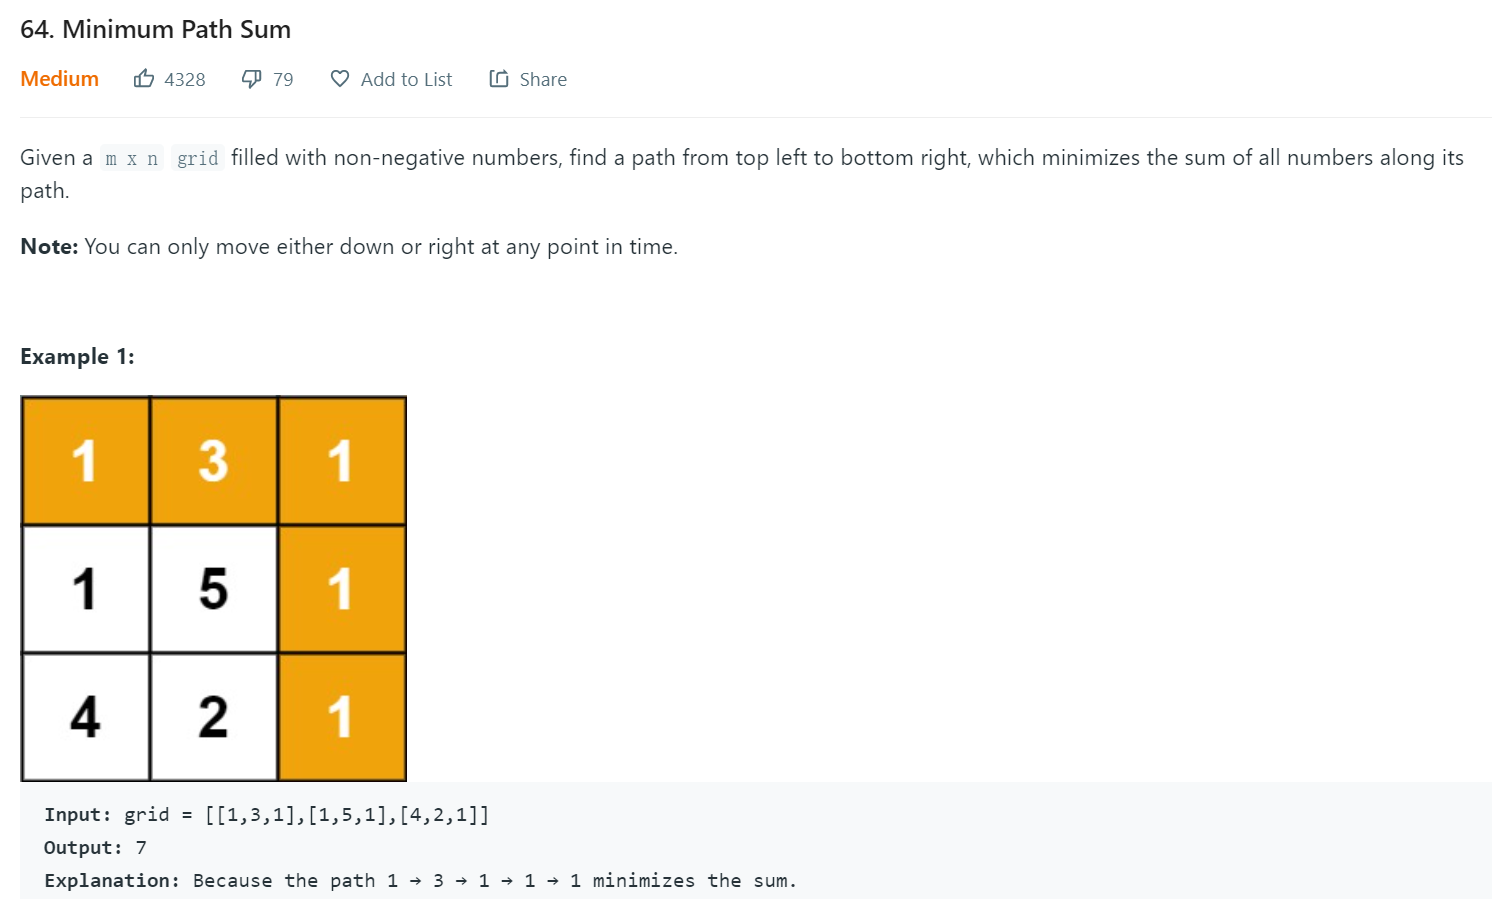 64. Minimum Path Sum
Medium 4328 79 Add to List Share
Given a m x n grid filled with non-negative numbers, find a path from top left to bottom right, which minimizes the sum of all numbers along its
path.
Note: You can only move either down or right at any point in time.
Example 1:
1 3 1
1 5 1
4 2 1
Input: grid = [[1,3,1],[1,5,1],[4,2,1]]
Output: 7
Explanation: Because the path 1 → 3 → 1 → 1 → 1 minimizes the sum.